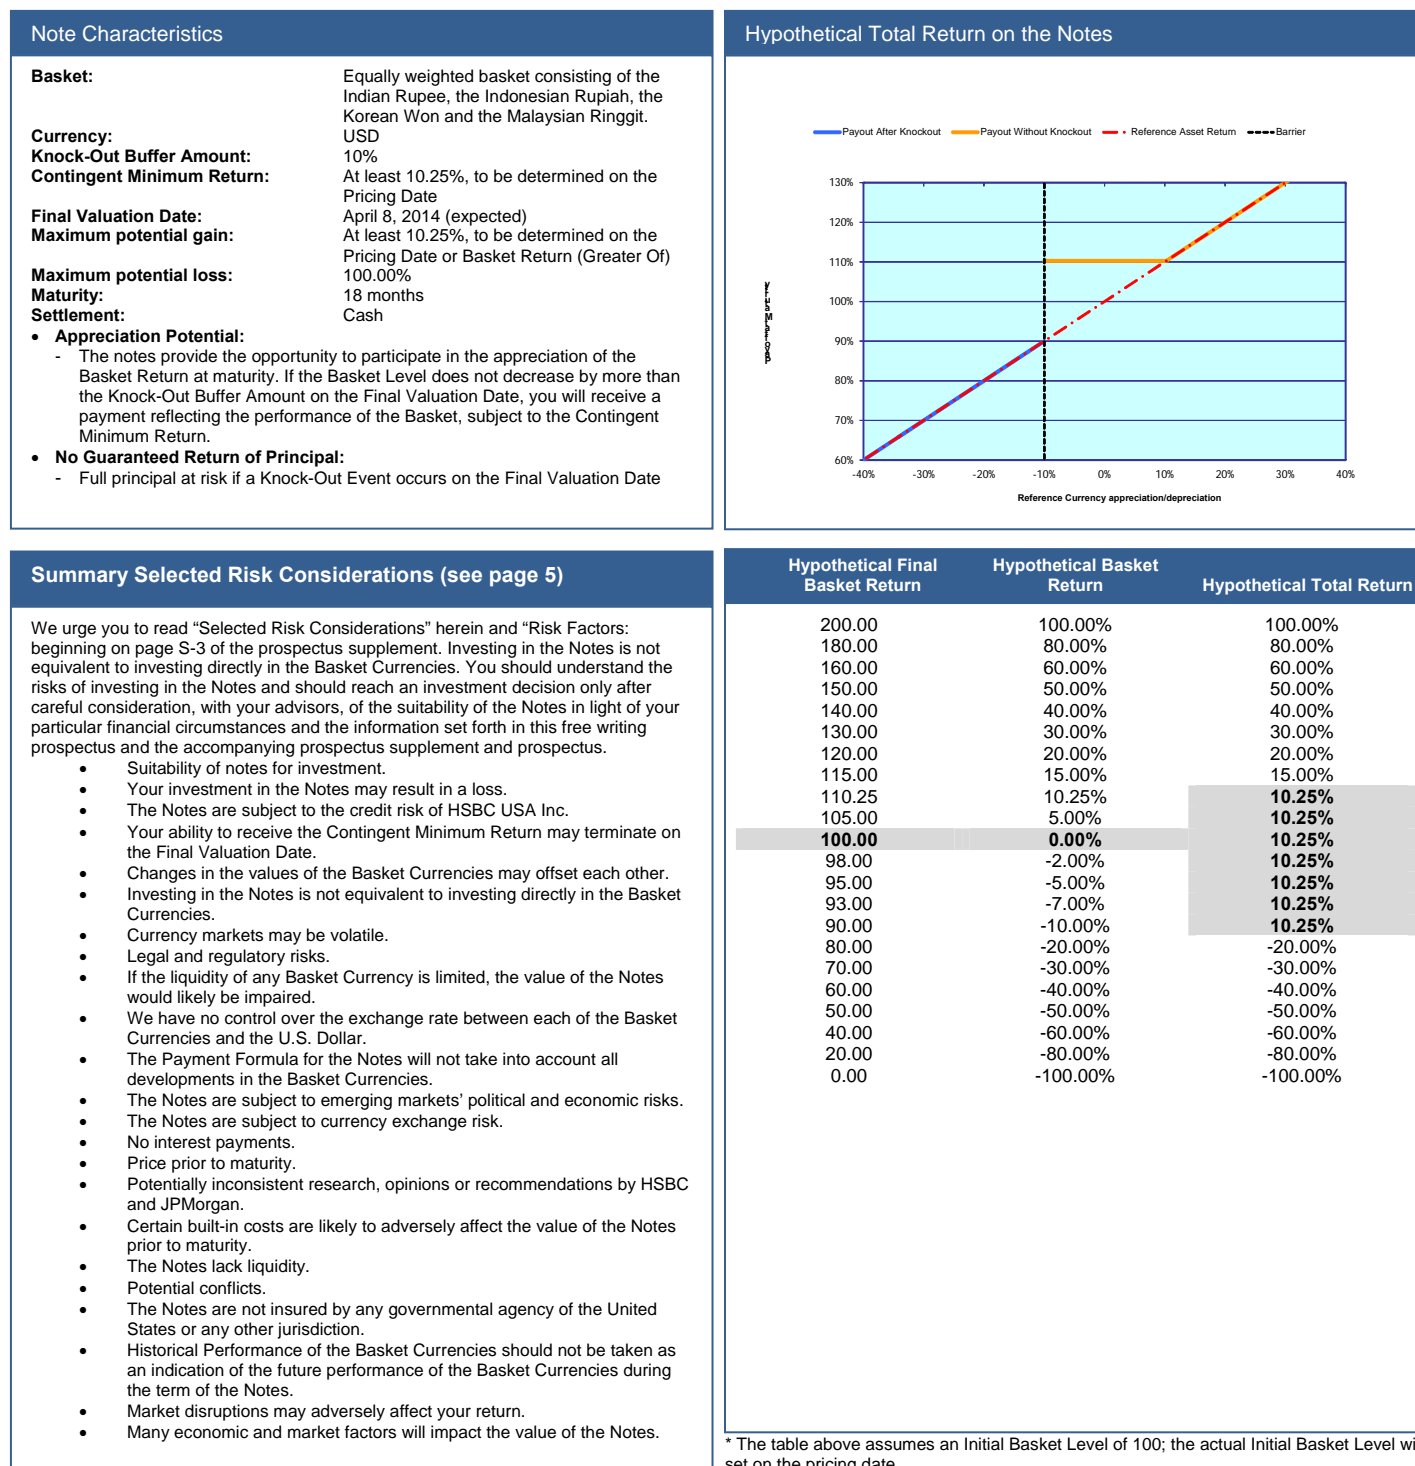 Note Characteristics
Basket: Equally weighted basket consisting of the
Indian Rupee, the Indonesian Rupiah, the
Korean Won and the Malaysian Ringgit.
Currency: USD
Knock-Out Buffer Amount: 10%
Contingent Minimum Return: At least 10.25%, to be determined on the
Pricing Date
Final Valuation Date: April 8, 2014 (expected)
Maximum potential gain: At least 10.25%, to be determined on the
Pricing Date or Basket Return (Greater Of)
Maximum potential loss: 100.00%
Maturity: 18 months
Settlement: Cash
• Appreciation Potential:
- The notes provide the opportunity to participate in the appreciation of the
Basket Return at maturity. If the Basket Level does not decrease by more than
the Knock-Out Buffer Amount on the Final Valuation Date, you will receive a
payment reflecting the performance of the Basket, subject to the Contingent
Minimum Return.
• No Guaranteed Return of Principal:
- Full principal at risk if a Knock-Out Event occurs on the Final Valuation Date
Hypothetical Total Return on the Notes
Payout After Knockout Payout Without Knockout Reference Asset Return Barrier
130%
120%
110%
100%
90%
80%
70%
60%
-40% -30% -20% -10% 0% 10% 20% 30% 40%
Reference Currency appreciation/depreciation
Summary Selected Risk Considerations (see page 5)
We urge you to read “Selected Risk Considerations” herein and “Risk Factors:
beginning on page S-3 of the prospectus supplement. Investing in the Notes is not
equivalent to investing directly in the Basket Currencies. You should understand the
risks of investing in the Notes and should reach an investment decision only after
careful consideration, with your advisors, of the suitability of the Notes in light of your
particular financial circumstances and the information set forth in this free writing
prospectus and the accompanying prospectus supplement and prospectus.
• Suitability of notes for investment.
• Your investment in the Notes may result in a loss.
• The Notes are subject to the credit risk of HSBC USA Inc.
• Your ability to receive the Contingent Minimum Return may terminate on
the Final Valuation Date.
• Changes in the values of the Basket Currencies may offset each other.
• Investing in the Notes is not equivalent to investing directly in the Basket
Currencies.
• Currency markets may be volatile.
• Legal and regulatory risks.
• If the liquidity of any Basket Currency is limited, the value of the Notes
would likely be impaired.
• We have no control over the exchange rate between each of the Basket
Currencies and the U.S. Dollar.
• The Payment Formula for the Notes will not take into account all
developments in the Basket Currencies.
• The Notes are subject to emerging markets’ political and economic risks.
• The Notes are subject to currency exchange risk.
• No interest payments.
• Price prior to maturity.
• Potentially inconsistent research, opinions or recommendations by HSBC
and JPMorgan.
• Certain built-in costs are likely to adversely affect the value of the Notes
prior to maturity.
• The Notes lack liquidity.
• Potential conflicts.
• The Notes are not insured by any governmental agency of the United
States or any other jurisdiction.
• Historical Performance of the Basket Currencies should not be taken as
an indication of the future performance of the Basket Currencies during
the term of the Notes.
• Market disruptions may adversely affect your return.
• Many economic and market factors will impact the value of the Notes.
Hypothetical Final Hypothetical Basket
Basket Return Return Hypothetical Total Return
200.00 100.00% 100.00%
180.00 80.00% 80.00%
160.00 60.00% 60.00%
150.00 50.00% 50.00%
140.00 40.00% 40.00%
130.00 30.00% 30.00%
120.00 20.00% 20.00%
115.00 15.00% 15.00%
110.25 10.25% 10.25%
105.00 5.00% 10.25%
100.00 0.00% 10.25%
98.00 -2.00% 10.25%
95.00 -5.00% 10.25%
93.00 -7.00% 10.25%
90.00 -10.00% 10.25%
80.00 -20.00% -20.00%
70.00 -30.00% -30.00%
60.00 -40.00% -40.00%
50.00 -50.00% -50.00%
40.00 -60.00% -60.00%
20.00 -80.00% -80.00%
0.00 -100.00% -100.00%
* The table above assumes an Initial Basket Level of 100; the actual Initial Basket Level
set on the pricing date